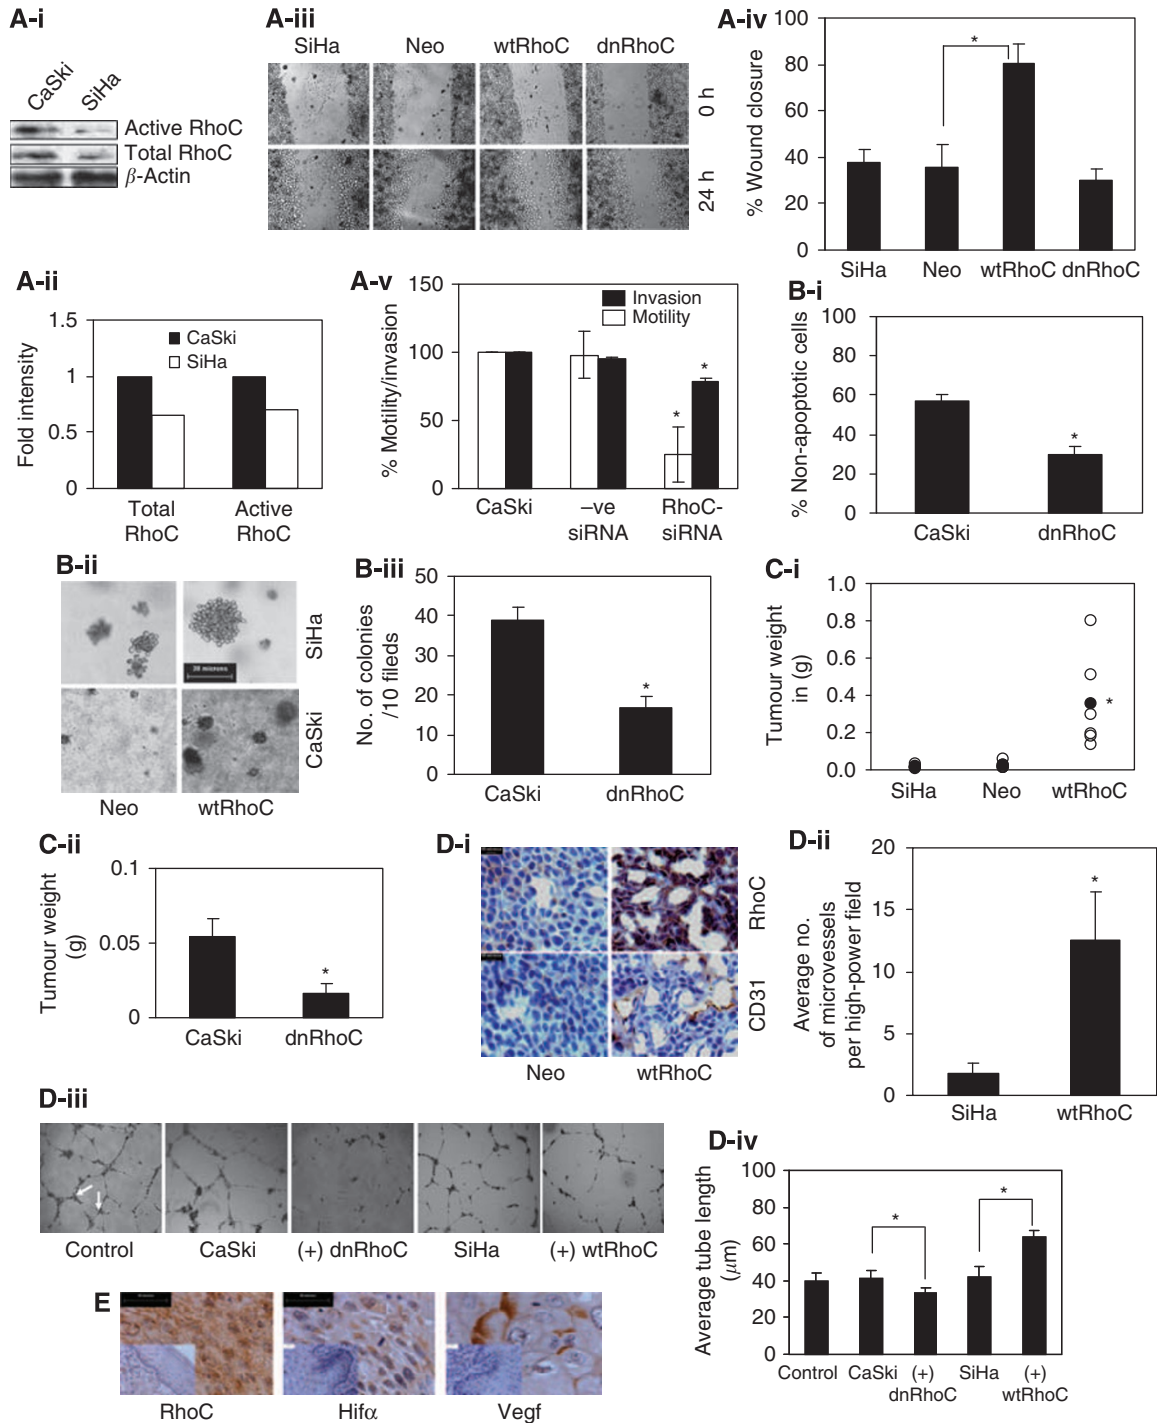 A-i
CaSki
SiHa
Active RhoC
Total RhoC
β-Actin
A-iii
SiHa Neo wtRhoC dnRhoC
0 h
24 h
A-iv
% Wound closure
100
80
60
40
20
0
SiHa Neo wtRhoC dnRhoC
*
A-ii
Fold intensity
1.5
1
0.5
0
CaSki
SiHa
Total RhoC
Active RhoC
A-v
% Motility/invasion
150
100
50
0
Invasion
Motility
*
*
CaSki
–ve siRNA
RhoC-siRNA
B-i
% Non-apoptotic cells
100
80
60
40
20
0
*
CaSki dnRhoC
B-ii
SiHa
CaSki
Neo wtRhoC
B-iii
No. of colonies
/10 fileds
50
40
30
20
10
0
*
CaSki dnRhoC
C-i
Tumour weight
in (g)
1.0
0.8
0.6
0.4
0.2
0.0
*
SiHa Neo wtRhoC
C-ii
Tumour weight
(g)
0.1
0.05
0
*
CaSki dnRhoC
D-i
RhoC
CD31
Neo wtRhoC
D-ii
Average no.
of microvessels
per high-power field
20
15
10
5
0
*
SiHa wtRhoC
D-iii
Control CaSki (+) dnRhoC SiHa (+) wtRhoC
D-iv
Average tube length
(μm)
100
80
60
40
20
0
*
*
Control CaSki (+) dnRhoC SiHa (+) wtRhoC
E
RhoC Hifα Vegf